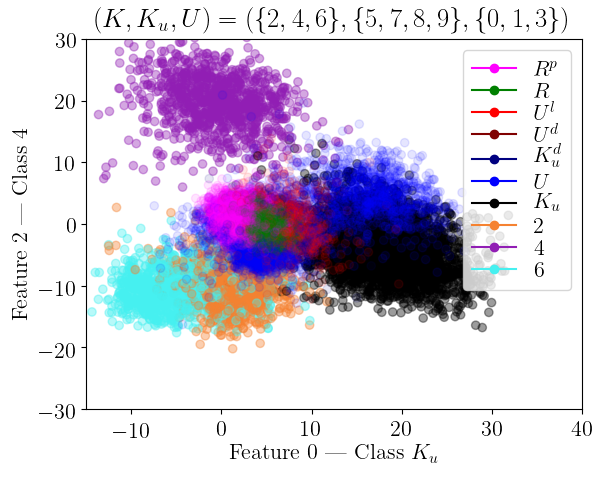 (K, K_u, U) = ({2, 4, 6}, {5, 7, 8, 9}, {0, 1, 3})
30
20
10
0
−10
−20
−30
Feature 2 — Class 4
R^p
R
U^l
U^d
K_u^d
U
K_u
2
4
6
−10
0
10
20
30
40
Feature 0 — Class K_u